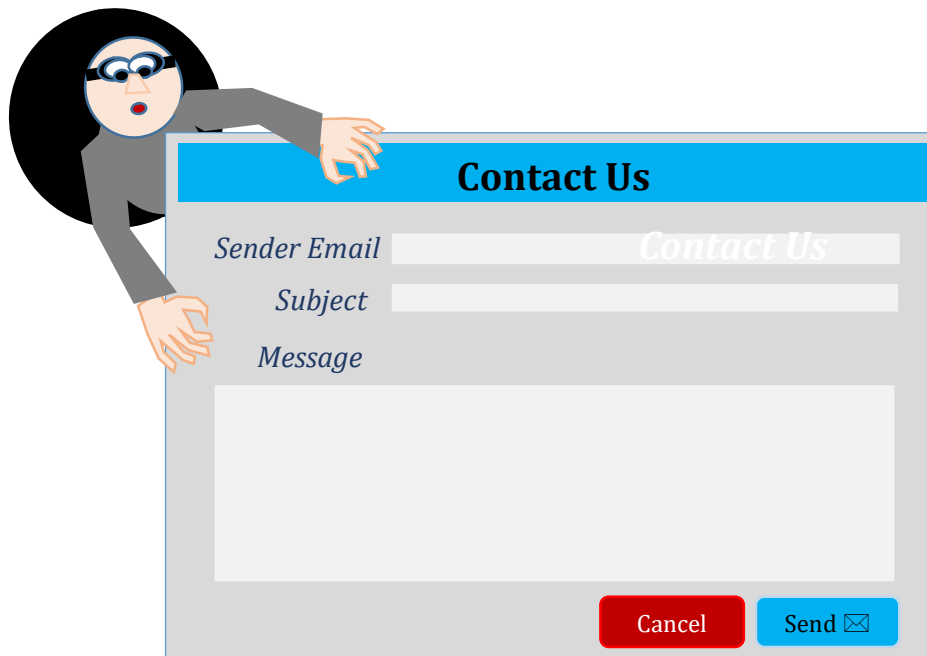 Contact Us
Sender Email
Contact Us
Subject
Message
Cancel
Send